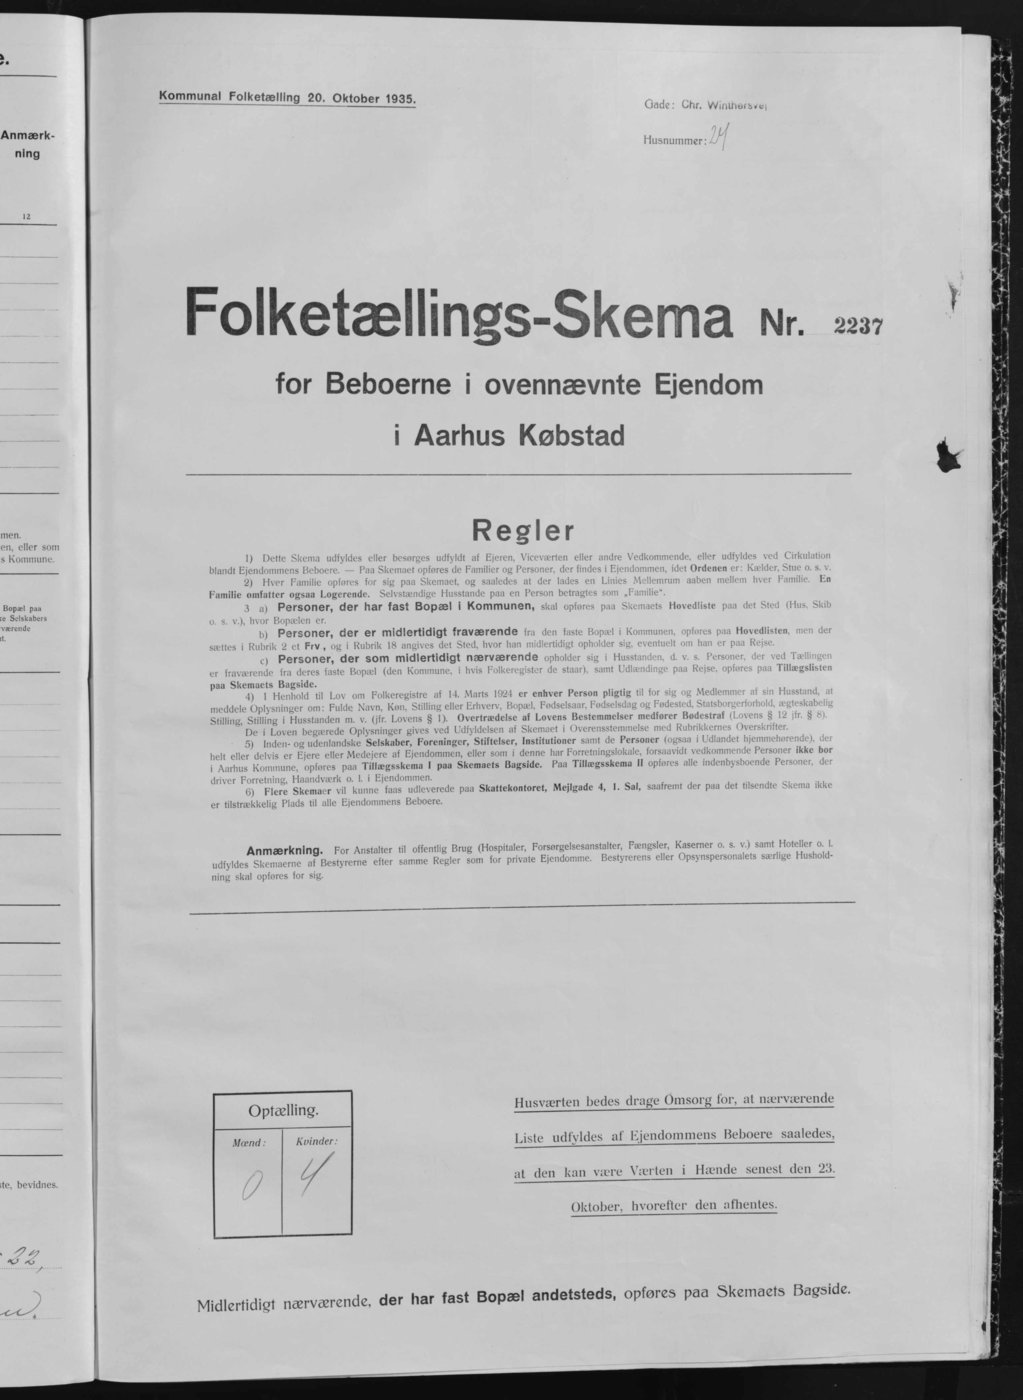 Anmærk-
ning
12
men.
en, eller som
s Kommune.
Bopæl paa
re Selskabers
værende
te, bevidnes.
22,
Kommunal Folketælling 20. Oktober 1935.
Gade: Chr. Winthersvej
Husnummer: 24
Folketællings-Skema Nr. 2237
for Beboerne i ovennævnte Ejendom
i Aarhus Købstad
Regler
1) Dette Skema udfyldes eller besørges udfyldt af Ejeren, Viceværten eller andre Vedkommende, eller udfyldes ved Cirkulation
blandt Ejendommens Beboere. — Paa Skemaet opføres de Familier og Personer, der findes i Ejendommen, idet Ordenen er: Kælder, Stue o. s. v.
2) Hver Familie opføres for sig paa Skemaet, og saaledes at der lades en Linies Mellemrum aaben mellem hver Familie. En
Familie omfatter ogsaa Logerende. Selvstændige Husstande paa en Person betragtes som „Familie“.
3 a) Personer, der har fast Bopæl i Kommunen, skal opføres paa Skemaets Hovedliste paa det Sted (Hus, Skib
o. s. v.), hvor Bopælen er.
b) Personer, der er midlertidigt fraværende fra den faste Bopæl i Kommunen, opføres paa Hovedlisten, men der
sættes i Rubrik 2 et Frv, og i Rubrik 18 angives det Sted, hvor han midlertidigt opholder sig, eventuelt om han er paa Rejse.
c) Personer, der som midlertidigt nærværende opholder sig i Husstanden, d. v. s. Personer, der ved Tællingen
er fraværende fra deres faste Bopæl (den Kommune, i hvis Folkeregister de staar), samt Udlændinge paa Rejse, opføres paa Tillægslisten
paa Skemaets Bagside.
4) I Henhold til Lov om Folkeregistre af 14. Marts 1924 er enhver Person pligtig til for sig og Medlemmer af sin Husstand, at
meddele Oplysninger om: Fulde Navn, Køn, Stilling eller Erhverv, Bopæl, Fødselsaar, Fødselsdag og Fødested, Statsborgerforhold, ægteskabelig
Stilling, Stilling i Husstanden m. v. (jfr. Lovens § 1). Overtrædelse af Lovens Bestemmelser medfører Bødestraf (Lovens § 12 jfr. § 8).
De i Loven begærede Oplysninger gives ved Udfyldelsen af Skemaet i Overensstemmelse med Rubrikkernes Overskrifter.
5) Inden- og udenlandske Selskaber, Foreninger, Stiftelser, Institutioner samt de Personer (ogsaa i Udlandet hjemmehørende), der
helt eller delvis er Ejere eller Medejere af Ejendommen, eller som i denne har Forretningslokale, forsaavidt vedkommende Personer ikke bor
i Aarhus Kommune, opføres paa Tillægsskema I paa Skemaets Bagside. Paa Tillægsskema II opføres alle indenbysboende Personer, der
driver Forretning, Haandværk o. l. i Ejendommen.
6) Flere Skemaer vil kunne faas udleverede paa Skattekontoret, Mejlgade 4, 1. Sal, saafremt der paa det tilsendte Skema ikke
er tilstrækkelig Plads til alle Ejendommens Beboere.
Anmærkning. For Anstalter til offentlig Brug (Hospitaler, Forsørgelsesanstalter, Fængsler, Kaserner o. s. v.) samt Hoteller o. l.
udfyldes Skemaerne af Bestyrerne efter samme Regler som for private Ejendomme. Bestyrerens eller Opsynspersonalets særlige Hushold-
ning skal opføres for sig.
Optælling.
Mænd: Kvinder:
0 4
Husværten bedes drage Omsorg for, at nærværende
Liste udfyldes af Ejendommens Beboere saaledes,
at den kan være Værten i Hænde senest den 23.
Oktober, hvorefter den afhentes.
Midlertidigt nærværende, der har fast Bopæl andetsteds, opføres paa Skemaets Bagside.